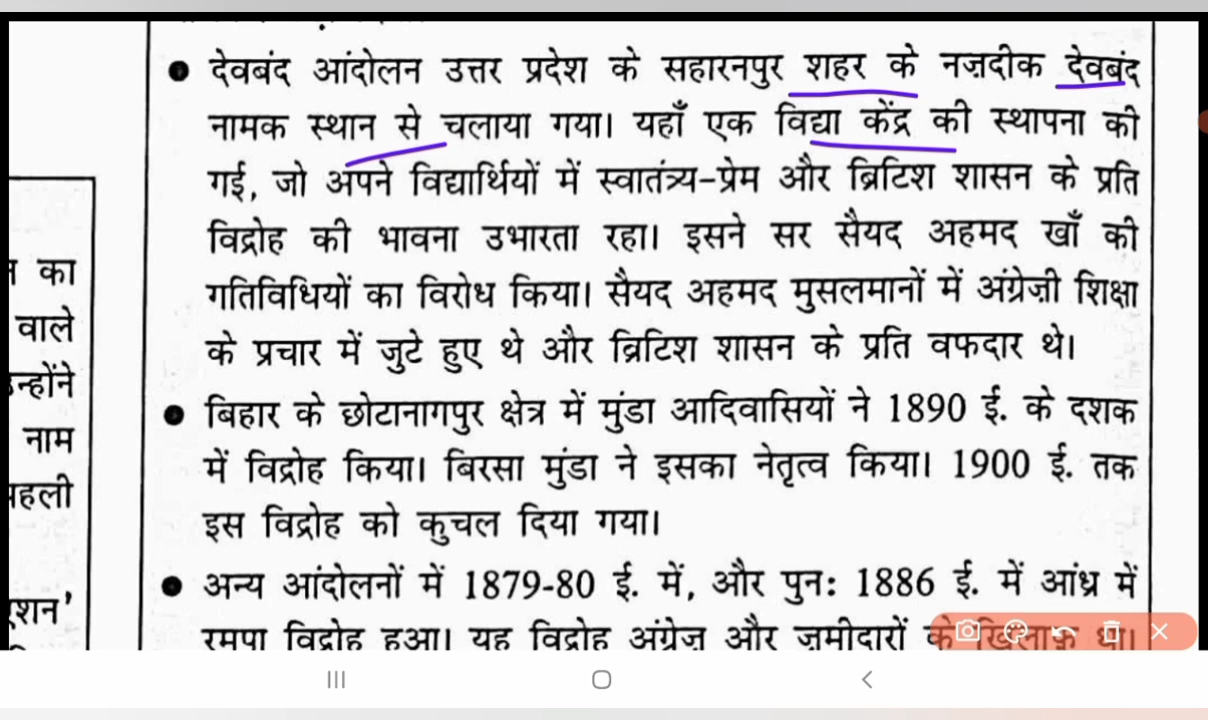 देवबंद आंदोलन उत्तर प्रदेश के सहारनपुर शहर के नज़दीक देवबंद
नामक स्थान से चलाया गया। यहाँ एक विद्या केंद्र की स्थापना की
गई, जो अपने विद्यार्थियों में स्वातंत्र्य-प्रेम और ब्रिटिश शासन के प्रति
विद्रोह की भावना उभारता रहा। इसने सर सैयद अहमद खाँ की
गतिविधियों का विरोध किया। सैयद अहमद मुसलमानों में अंग्रेज़ी शिक्षा
के प्रचार में जुटे हुए थे और ब्रिटिश शासन के प्रति वफदार थे।
बिहार के छोटानागपुर क्षेत्र में मुंडा आदिवासियों ने 1890 ई. के दशक
में विद्रोह किया। बिरसा मुंडा ने इसका नेतृत्व किया। 1900 ई. तक
इस विद्रोह को कुचल दिया गया।
अन्य आंदोलनों में 1879-80 ई. में, और पुन: 1886 ई. में आंध्र में
रमपा विद्रोह हुआ। यह विद्रोह अंग्रेज़ और ज़मीदारों के खिलाफ़ था।
का
वाले
नाम